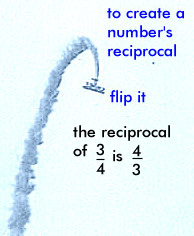 to create a
number's
reciprocal
flip it
the reciprocal
of 3/4 is 4/3